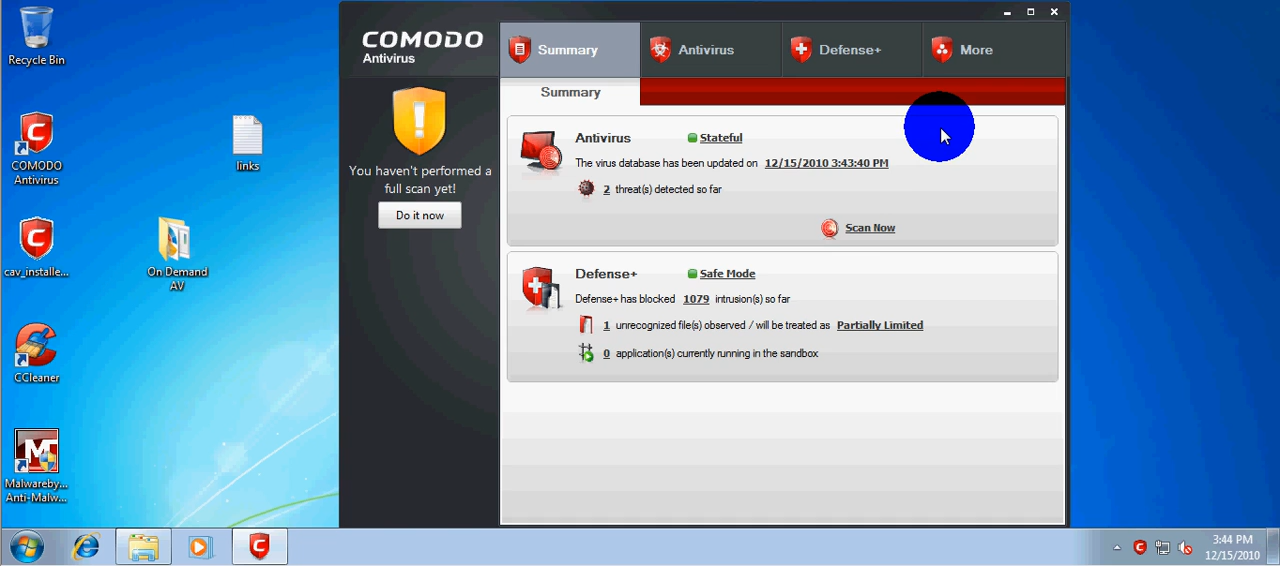 Recycle Bin
COMODO
Antivirus
links
cav_installe...
On Demand
AV
CCleaner
Malwareby...
Anti-Malw...
COMODO
Antivirus
You haven't performed a
full scan yet!
Do it now
Summary
Antivirus
Defense+
More
Summary
Antivirus Stateful
The virus database has been updated on 12/15/2010 3:43:40 PM
2 threat(s) detected so far
Scan Now
Defense+ Safe Mode
Defense+ has blocked 1079 intrusion(s) so far
1 unrecognized file(s) observed / will be treated as Partially Limited
0 application(s) currently running in the sandbox
3:44 PM
12/15/2010